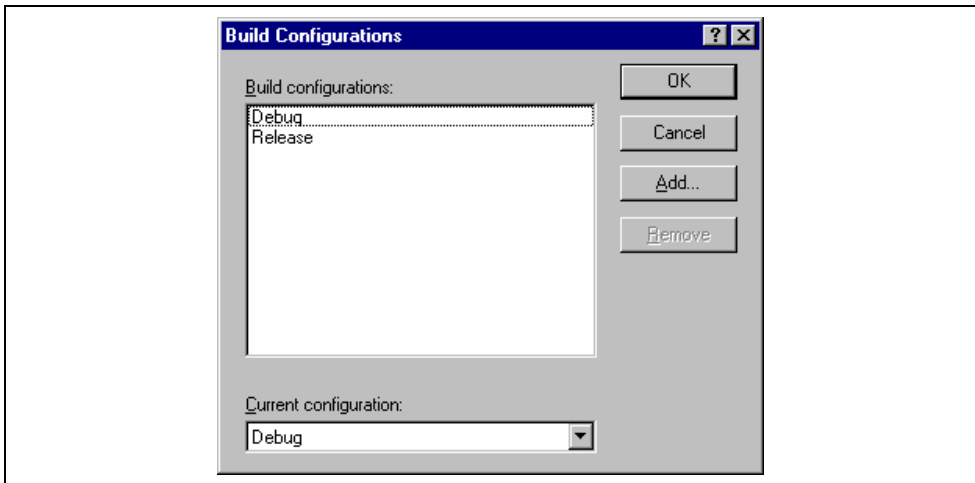 Build Configurations
Build configurations:
Debug
Release
OK
Cancel
Add...
Remove
Current configuration:
Debug